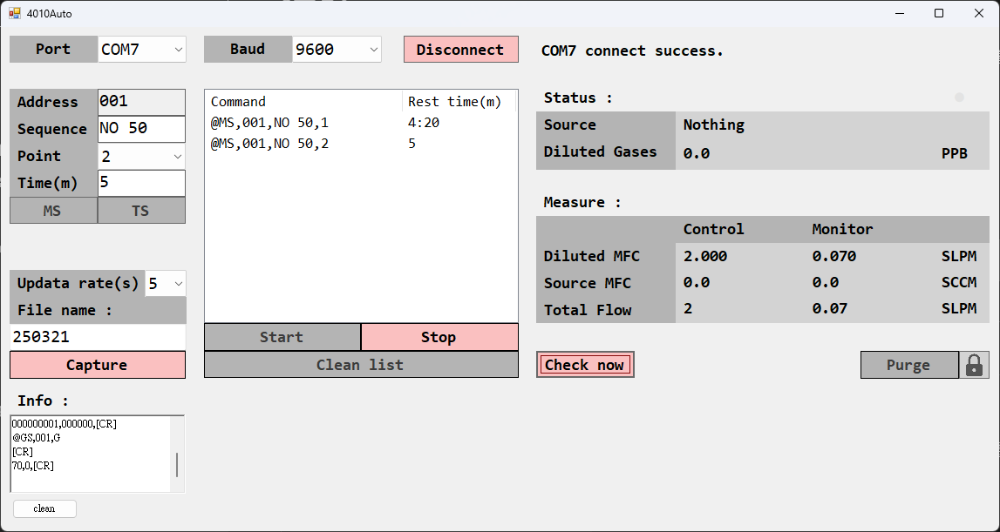 4010Auto
Port COM7 Baud 9600 Disconnect COM7 connect success.
Address 001
Sequence NO 50
Point 2
Time(m) 5
MS TS
Command Rest time(m)
@MS,001,NO 50,1 4:20
@MS,001,NO 50,2 5
Status :
Source Nothing
Diluted Gases 0.0 PPB
Measure :
Control Monitor
Diluted MFC 2.000 0.070 SLPM
Source MFC 0.0 0.0 SCCM
Total Flow 2 0.07 SLPM
Updata rate(s) 5
File name :
250321
Capture
Start Stop
Clean list
Check now Purge
Info :
000000001,000000,[CR]
@GS,001,G
[CR]
70,0,[CR]
clean